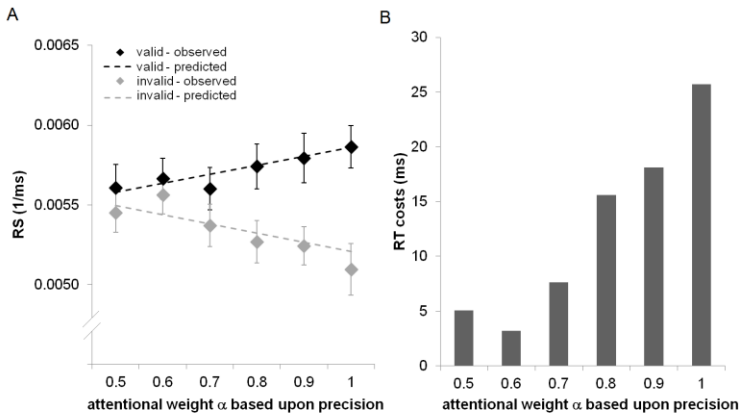 A
B
0.0065
0.0060
0.0055
0.0050
RS (1/ms)
valid - observed
valid - predicted
invalid - observed
invalid - predicted
0.5 0.6 0.7 0.8 0.9 1
attentional weight α based upon precision
30
25
20
15
10
5
0
RT costs (ms)
0.5 0.6 0.7 0.8 0.9 1
attentional weight α based upon precision